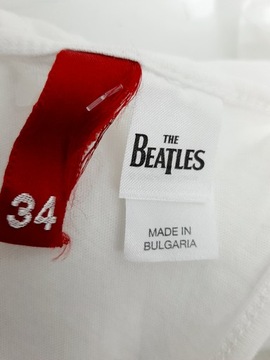 34
THE
BEATLES
MADE IN
BULGARIA